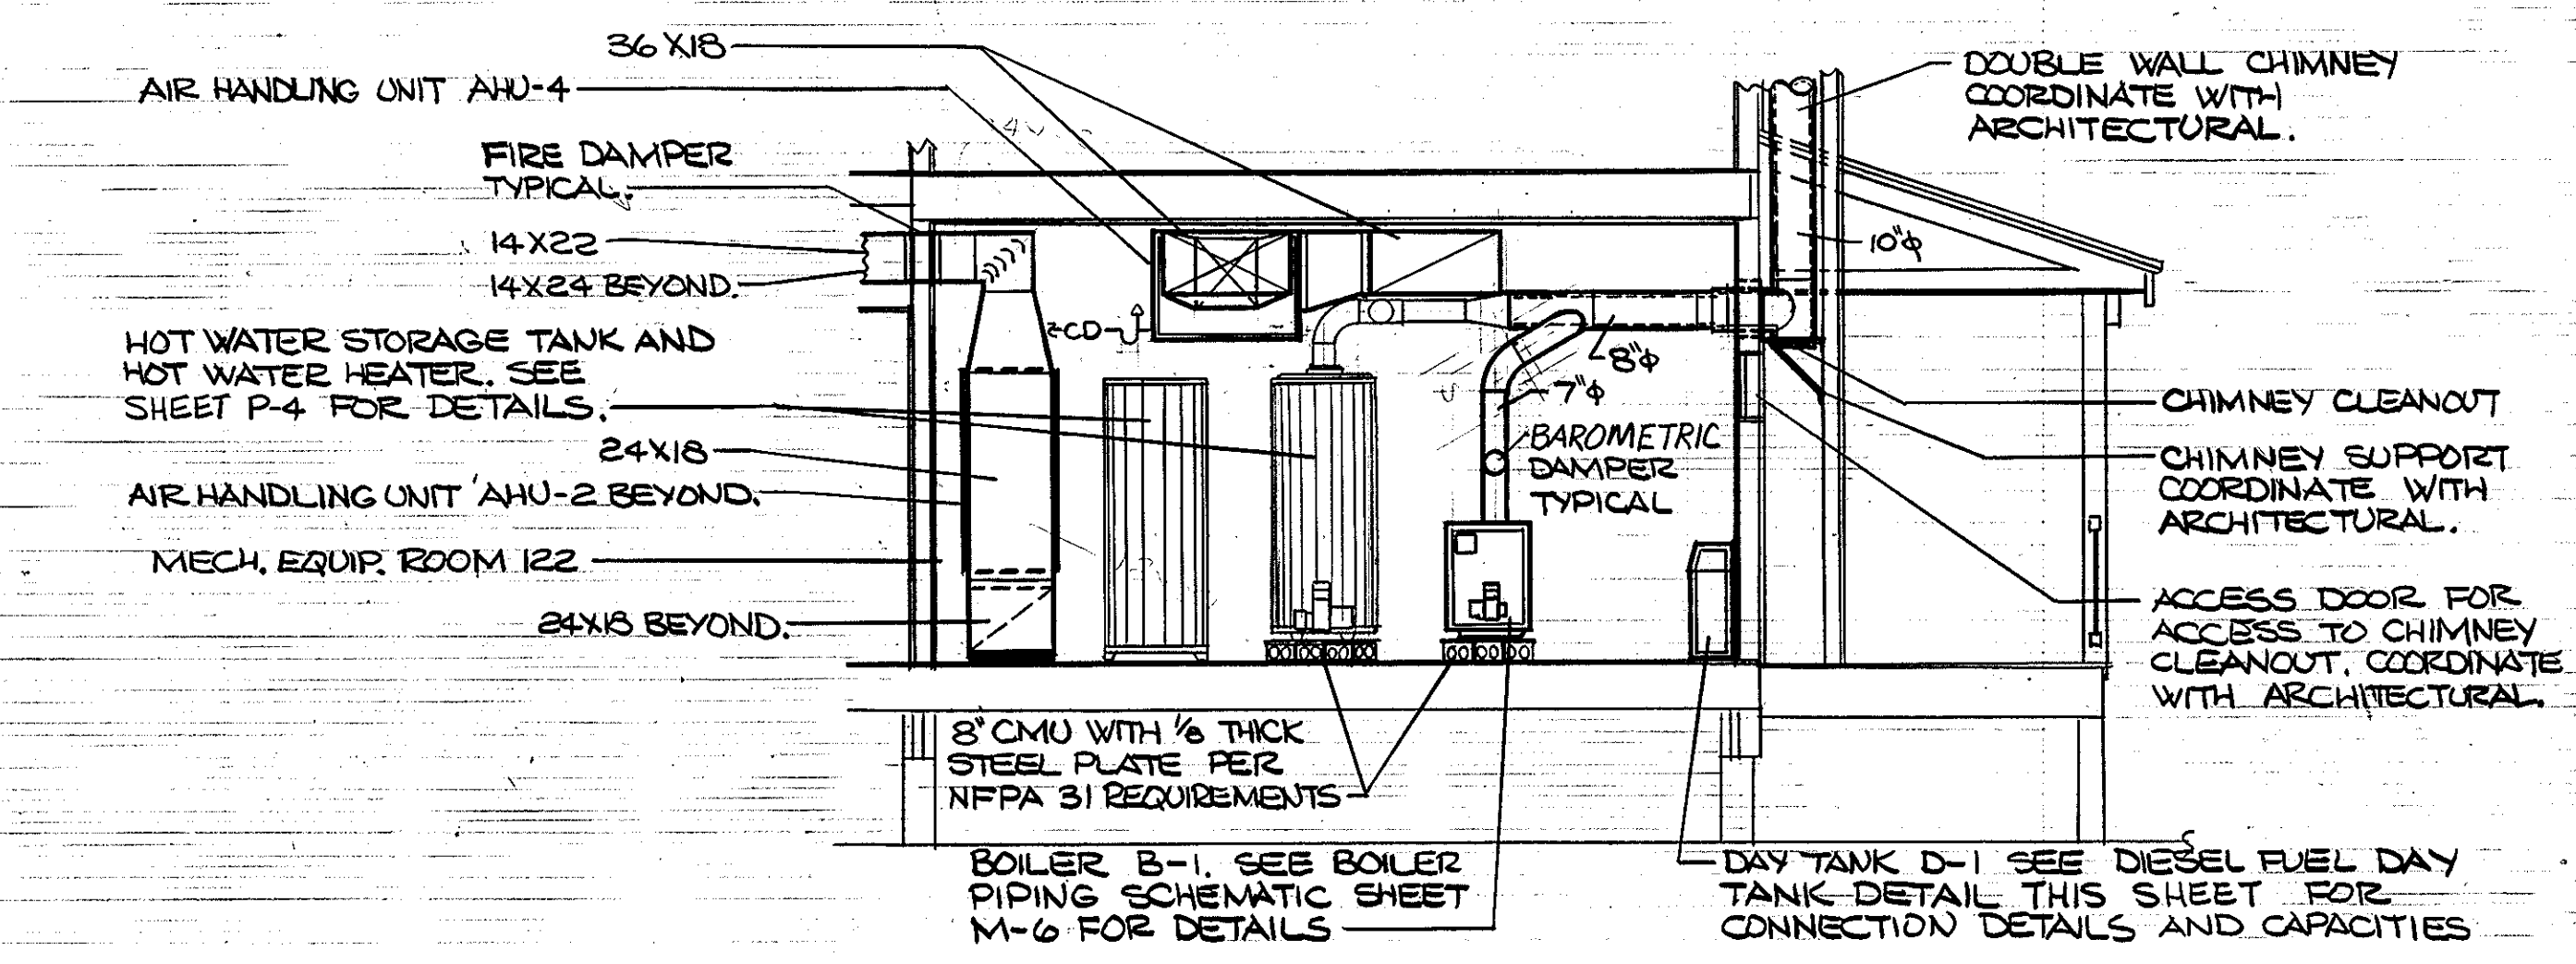 36X18
AIR HANDLING UNIT AHU-4
FIRE DAMPER
TYPICAL.
14X22
14X24 BEYOND.
HOT WATER STORAGE TANK AND
HOT WATER HEATER. SEE
SHEET P-4 FOR DETAILS.
24X18
AIR HANDLING UNIT AHU-2 BEYOND.
MECH. EQUIP. ROOM 122
24X18 BEYOND.
CD
8"φ
7"φ
BAROMETRIC
DAMPER
TYPICAL
10"φ
DOUBLE WALL CHIMNEY
COORDINATE WITH
ARCHITECTURAL.
CHIMNEY CLEANOUT
CHIMNEY SUPPORT
COORDINATE WITH
ARCHITECTURAL.
ACCESS DOOR FOR
ACCESS TO CHIMNEY
CLEANOUT. COORDINATE
WITH ARCHITECTURAL.
8" CMU WITH 1/8 THICK
STEEL PLATE PER
NFPA 31 REQUIREMENTS
BOILER B-1. SEE BOILER
PIPING SCHEMATIC SHEET
M-6 FOR DETAILS
DAY TANK D-1 SEE DIESEL FUEL DAY
TANK DETAIL THIS SHEET FOR
CONNECTION DETAILS AND CAPACITIES